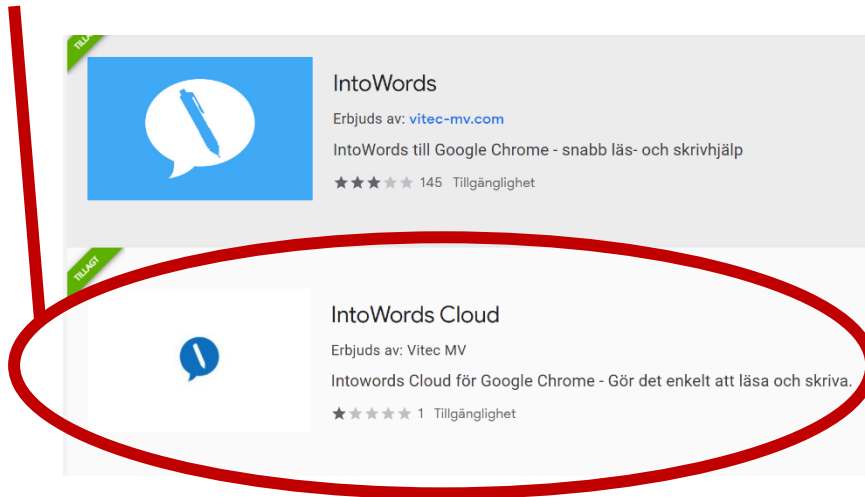 IntoWords
Erbjuds av: vitec-mv.com
IntoWords till Google Chrome - snabb läs- och skrivhjälp
145 Tillgänglighet
TILLAGT
IntoWords Cloud
Erbjuds av: Vitec MV
Intowords Cloud för Google Chrome - Gör det enkelt att läsa och skriva.
1 Tillgänglighet